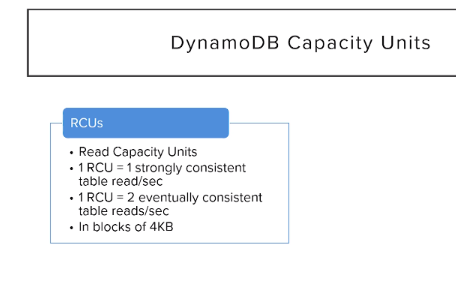 DynamoDB Capacity Units
RCUs
• Read Capacity Units
• 1 RCU = 1 strongly consistent
table read/sec
• 1 RCU = 2 eventually consistent
table reads/sec
• In blocks of 4KB